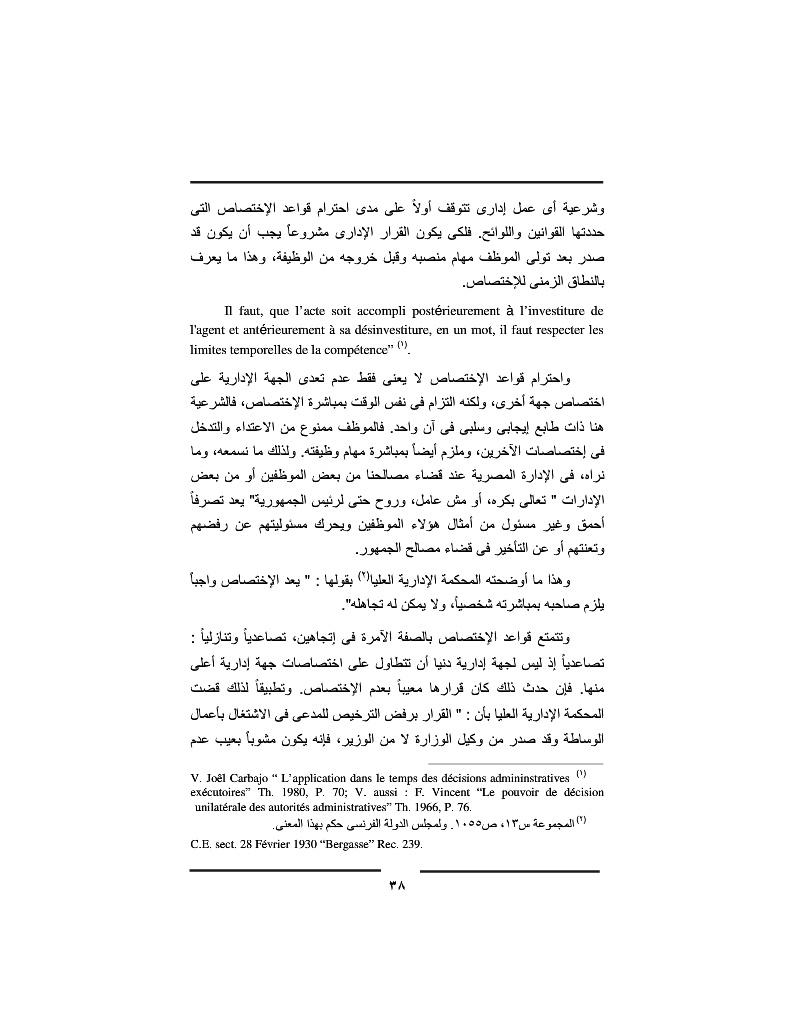 وشرعية أى عمل إدارى تتوقف أولاً على مدى احترام قواعد الإختصاص التى
حددتها القوانين واللوائح. فلكى يكون القرار الإدارى مشروعاً يجب أن يكون قد
صدر بعد تولى الموظف مهام منصبه وقبل خروجه من الوظيفة، وهذا ما يعرف
بالنطاق الزمنى للإختصاص.
Il faut, que l’acte soit accompli postérieurement à l’investiture de
l'agent et antérieurement à sa désinvestiture, en un mot, il faut respecter les
limites temporelles de la compétence” (١).
واحترام قواعد الإختصاص لا يعنى فقط عدم تعدى الجهة الإدارية على
اختصاص جهة أخرى، ولكنه التزام فى نفس الوقت بمباشرة الإختصاص، فالشرعية
هنا ذات طابع إيجابى وسلبى فى آن واحد. فالموظف ممنوع من الاعتداء والتدخل
فى إختصاصات الآخرين، وملزم أيضاً بمباشرة مهام وظيفته. ولذلك ما نسمعه، وما
نراه، فى الإدارة المصرية عند قضاء مصالحنا من بعض الموظفين أو من بعض
الإدارات " تعالى بكره، أو مش عامل، وروح حتى لرئيس الجمهورية" يعد تصرفاً
أحمق وغير مسئول من أمثال هؤلاء الموظفين ويحرك مسئوليتهم عن رفضهم
وتعنتهم أو عن التأخير فى قضاء مصالح الجمهور.
وهذا ما أوضحته المحكمة الإدارية العليا(٢) بقولها : " يعد الإختصاص واجباً
يلزم صاحبه بمباشرته شخصياً، ولا يمكن له تجاهله".
وتتمتع قواعد الإختصاص بالصفة الآمرة فى إتجاهين، تصاعدياً وتنازلياً :
تصاعدياً إذ ليس لجهة إدارية دنيا أن تتطاول على اختصاصات جهة إدارية أعلى
منها. فإن حدث ذلك كان قرارها معيباً بعدم الإختصاص. وتطبيقاً لذلك قضت
المحكمة الإدارية العليا بأن : " القرار برفض الترخيص للمدعى فى الاشتغال بأعمال
الوساطة وقد صدر من وكيل الوزارة لا من الوزير، فإنه يكون مشوباً بعيب عدم
V. Joêl Carbajo “ L’application dans le temps des décisions admininstratives (١)
exécutoires” Th. 1980, P. 70; V. aussi : F. Vincent “Le pouvoir de décision
unilatérale des autorités administratives” Th. 1966, P. 76.
(٢) المجموعة س١٣، ص١٠٥٥. ولمجلس الدولة الفرنسى حكم بهذا المعنى.
C.E. sect. 28 Février 1930 “Bergasse” Rec. 239.
٣٨